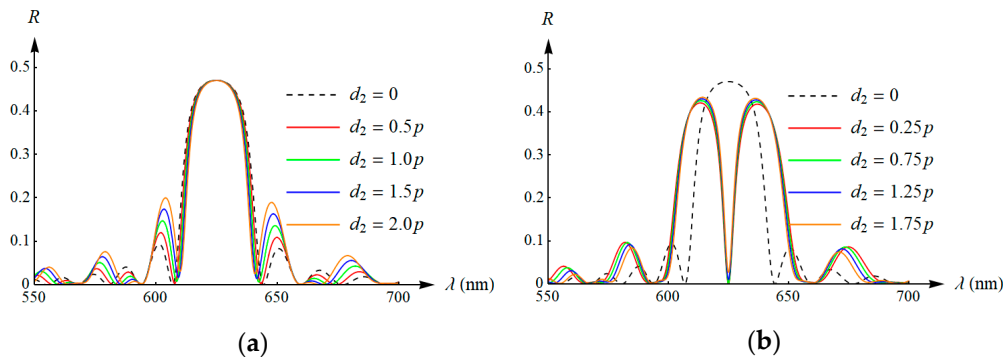 R
0.5
0.4
0.3
0.2
0.1
0
550
600
650
700
λ (nm)
d₂ = 0
d₂ = 0.5p
d₂ = 1.0p
d₂ = 1.5p
d₂ = 2.0p
(a)
R
0.5
0.4
0.3
0.2
0.1
0
550
600
650
700
λ (nm)
d₂ = 0
d₂ = 0.25p
d₂ = 0.75p
d₂ = 1.25p
d₂ = 1.75p
(b)